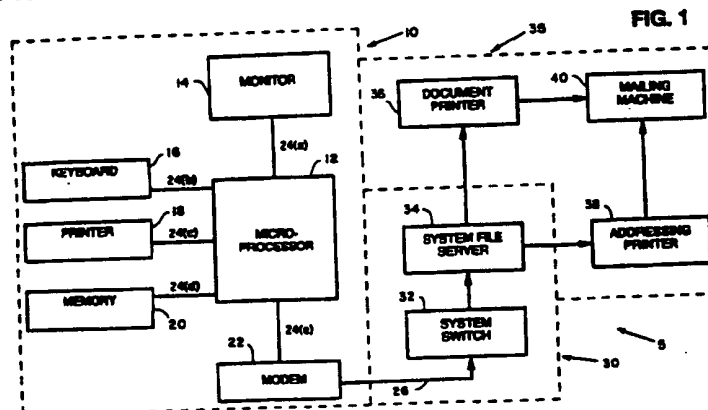 FIG. 1
10
35
14
MONITOR
36
DOCUMENT
PRINTER
40
MAILING
MACHINE
24(a)
12
KEYBOARD
16
24(b)
PRINTER
18
24(c)
MICRO-
PROCESSOR
MEMORY
20
24(d)
24(e)
22
MODEM
26
34
SYSTEM FILE
SERVER
38
ADDRESSING
PRINTER
32
SYSTEM
SWITCH
30
5